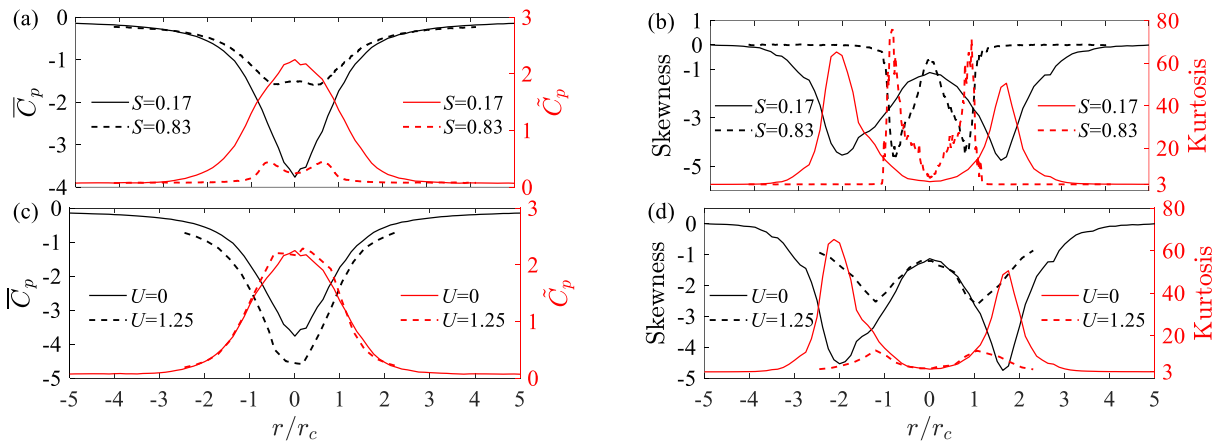 (a)
0
-1
-2
-3
-4
C̅p
S=0.17
S=0.83
S=0.17
S=0.83
3
2
1
0
C̃p
(b)
1
0
-1
-3
-5
Skewness
S=0.17
S=0.83
S=0.17
S=0.83
80
60
40
20
3
Kurtosis
(c)
0
-1
-2
-3
-4
-5
C̅p
U=0
U=1.25
U=0
U=1.25
3
2
1
0
C̃p
-5 -4 -3 -2 -1 0 1 2 3 4 5
r/rc
(d)
0
-1
-2
-3
-4
-5
Skewness
U=0
U=1.25
U=0
U=1.25
80
60
40
20
3
Kurtosis
-5 -4 -3 -2 -1 0 1 2 3 4 5
r/rc